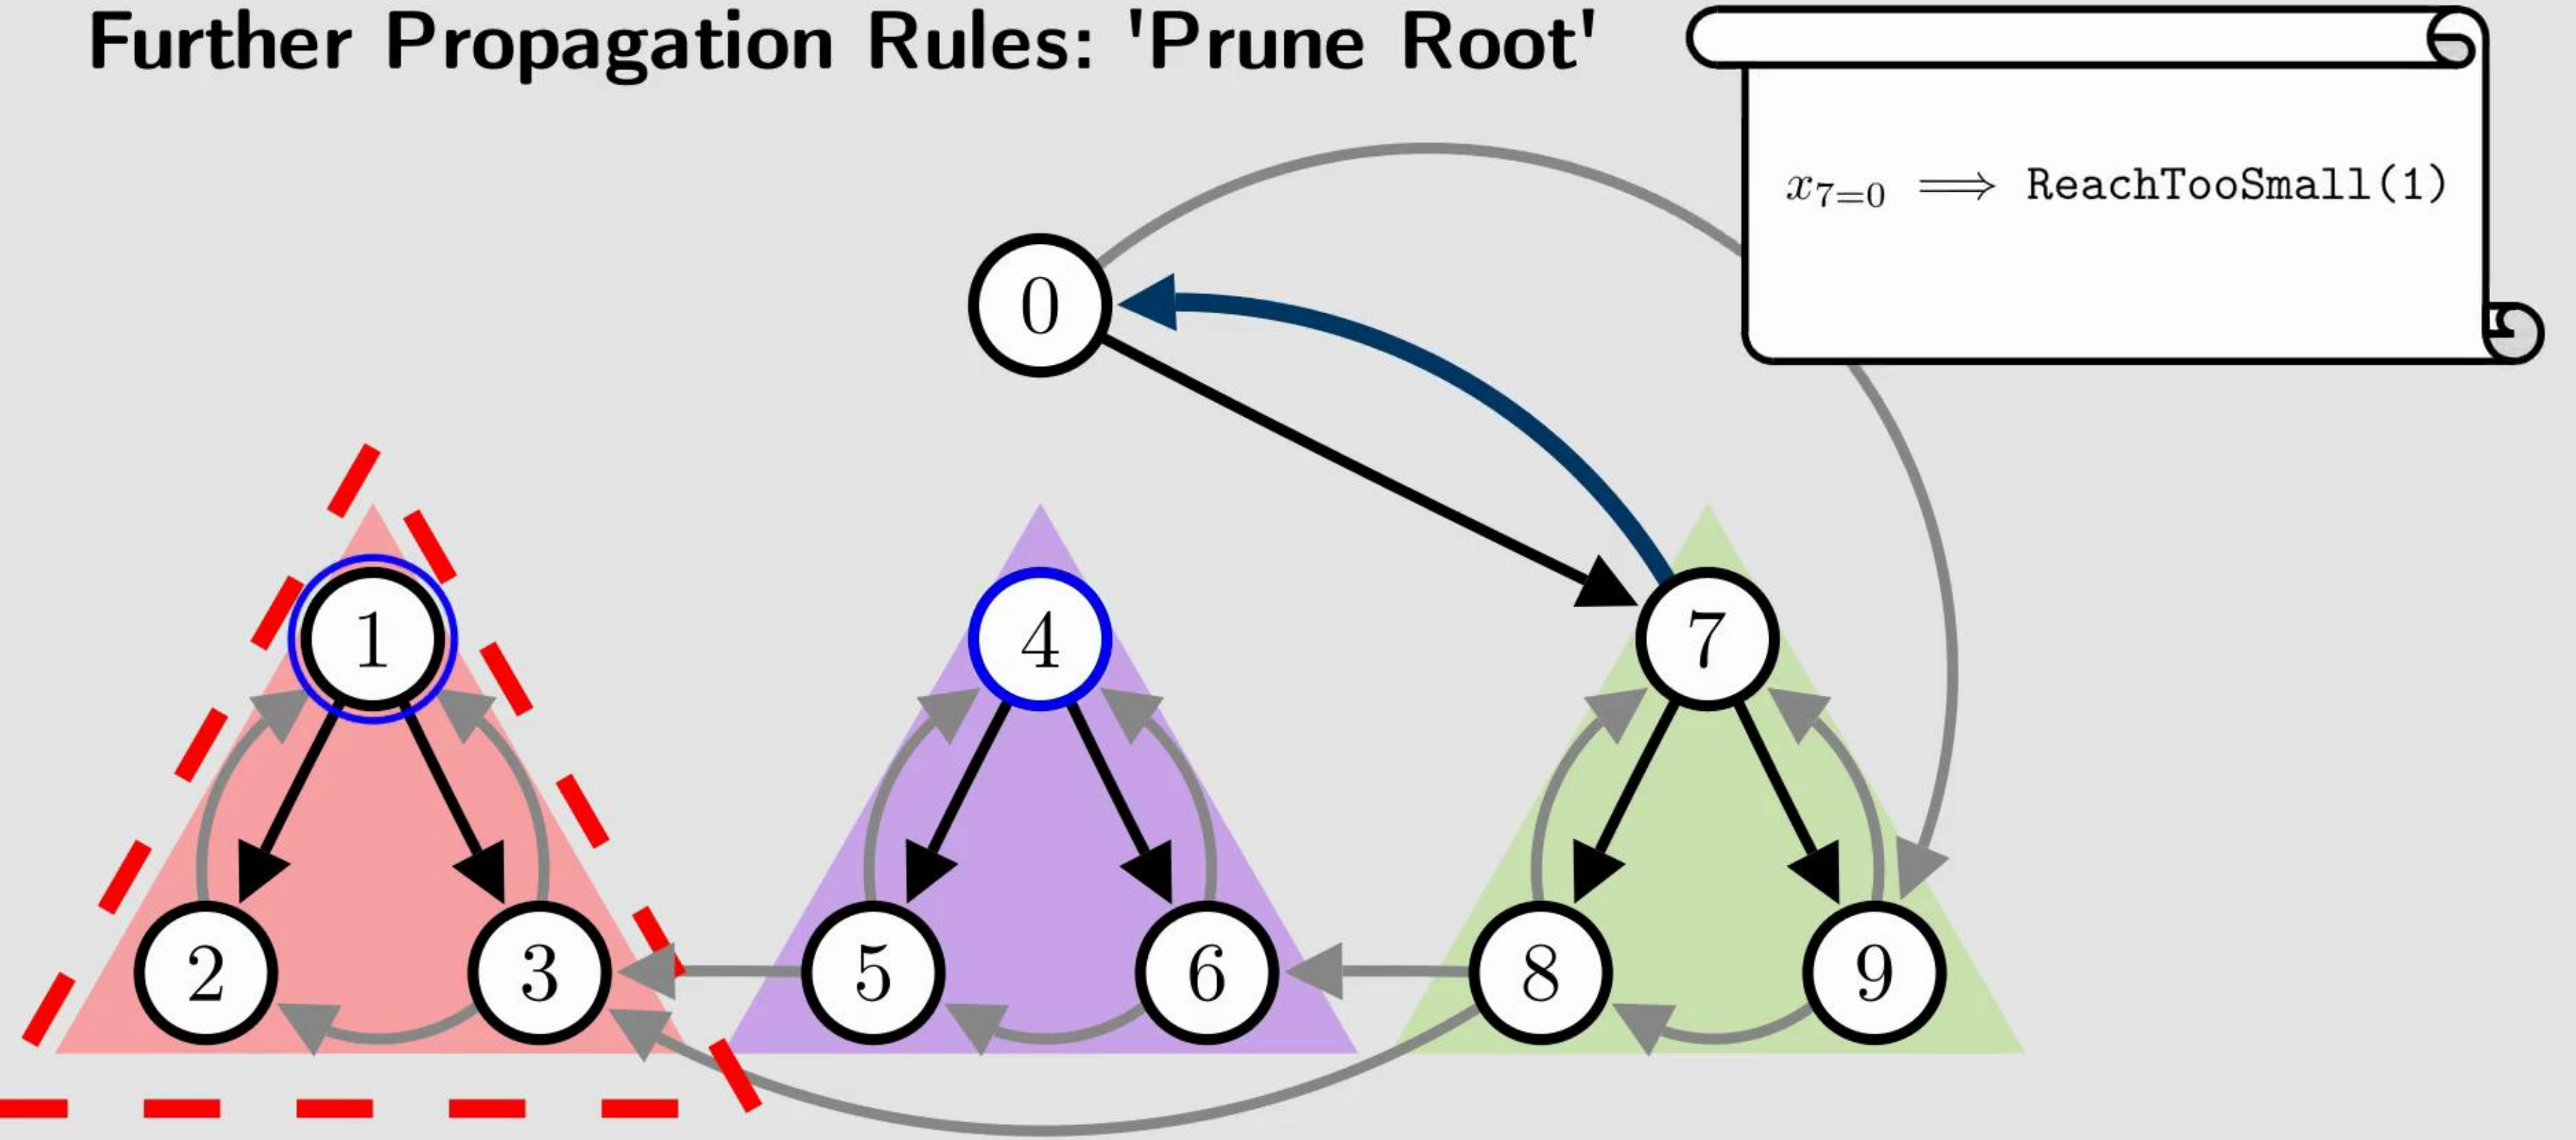 Further Propagation Rules: 'Prune Root'
x7=0 ⟹ ReachTooSmall(1)
0
1 4 7
2 3 5 6 8 9